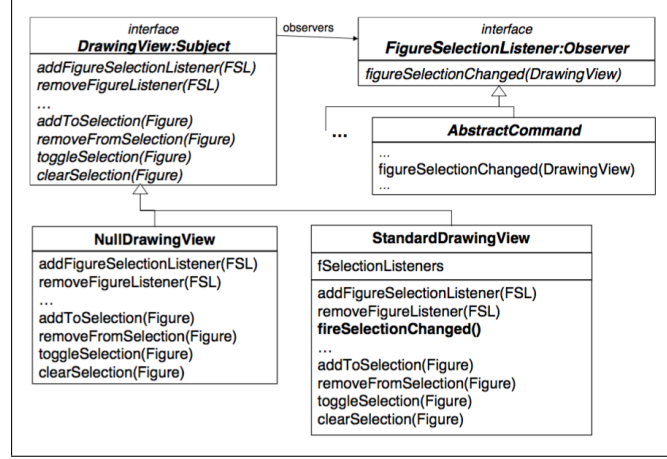 interface
DrawingView:Subject
addFigureSelectionListener(FSL)
removeFigureListener(FSL)
...
addToSelection(Figure)
removeFromSelection(Figure)
toggleSelection(Figure)
clearSelection(Figure)
observers
interface
FigureSelectionListener:Observer
figureSelectionChanged(DrawingView)
...
AbstractCommand
...
figureSelectionChanged(DrawingView)
...
NullDrawingView
addFigureSelectionListener(FSL)
removeFigureListener(FSL)
...
addToSelection(Figure)
removeFromSelection(Figure)
toggleSelection(Figure)
clearSelection(Figure)
StandardDrawingView
fSelectionListeners
addFigureSelectionListener(FSL)
removeFigureListener(FSL)
fireSelectionChanged()
...
addToSelection(Figure)
removeFromSelection(Figure)
toggleSelection(Figure)
clearSelection(Figure)